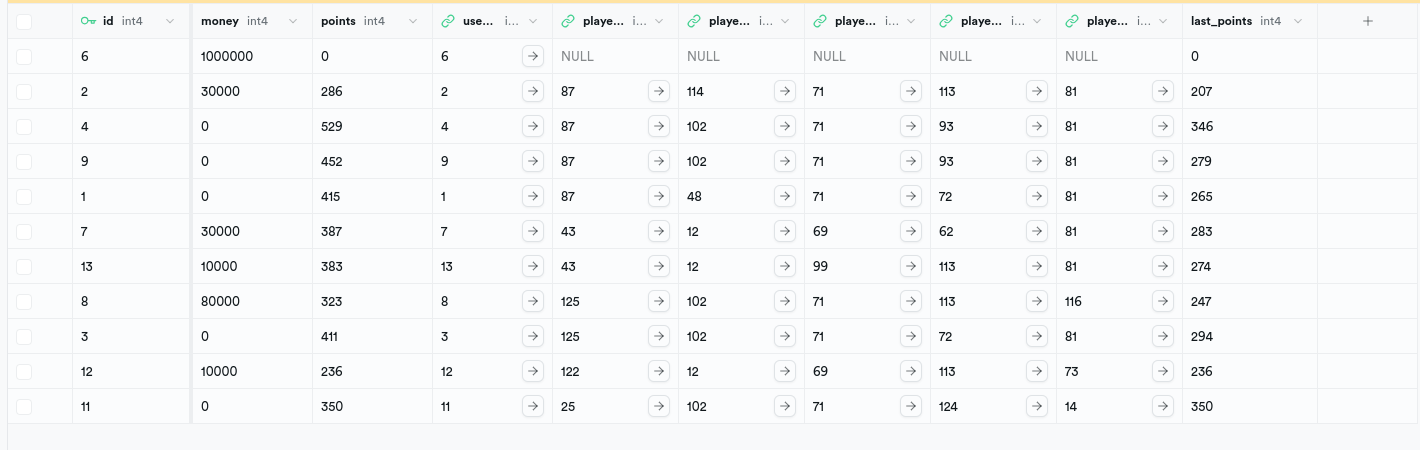 id int4 money int4 points int4 use... i... playe... i... playe... i... playe... i... playe... i... playe... i... last_points int4
6 1000000 0 6 NULL NULL NULL NULL NULL 0
2 30000 286 2 87 114 71 113 81 207
4 0 529 4 87 102 71 93 81 346
9 0 452 9 87 102 71 93 81 279
1 0 415 1 87 48 71 72 81 265
7 30000 387 7 43 12 69 62 81 283
13 10000 383 13 43 12 99 113 81 274
8 80000 323 8 125 102 71 113 116 247
3 0 411 3 125 102 71 72 81 294
12 10000 236 12 122 12 69 113 73 236
11 0 350 11 25 102 71 124 14 350